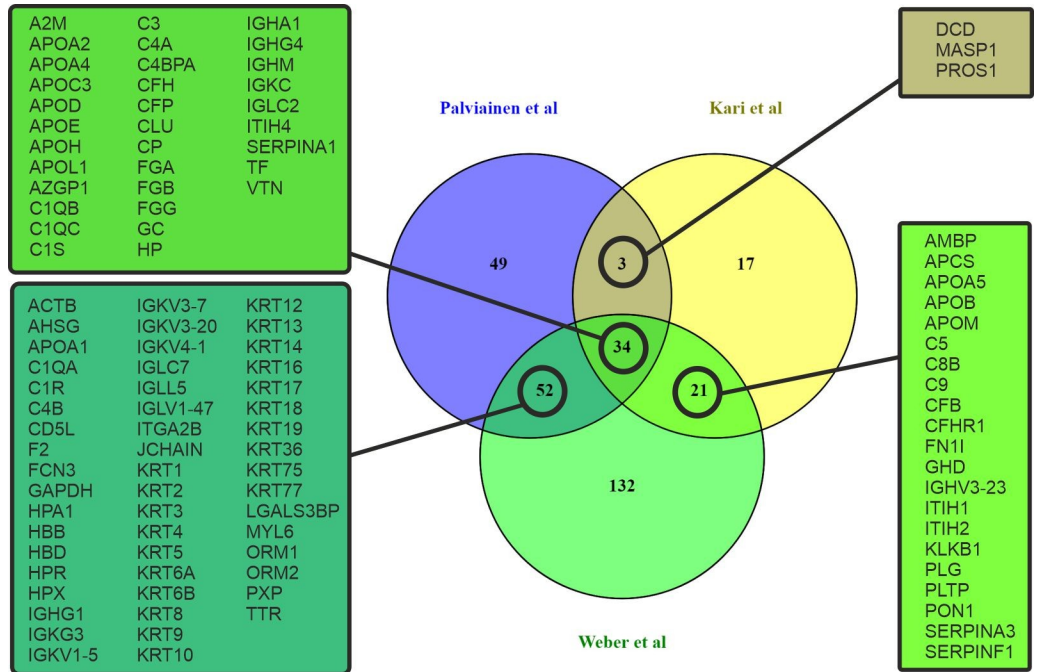 A2M C3 IGHA1
APOA2 C4A IGHG4
APOA4 C4BPA IGHM
APOC3 CFH IGKC
APOD CFP IGLC2
APOE CLU ITIH4
APOH CP SERPINA1
APOL1 FGA TF
AZGP1 FGB VTN
C1QB FGG
C1QC GC
C1S HP
DCD
MASP1
PROS1
Palviainen et al
Kari et al
49
3
17
34
52
21
132
Weber et al
ACTB IGKV3-7 KRT12
AHSG IGKV3-20 KRT13
APOA1 IGKV4-1 KRT14
C1QA IGLC7 KRT16
C1R IGLL5 KRT17
C4B IGLV1-47 KRT18
CD5L ITGA2B KRT19
F2 JCHAIN KRT36
FCN3 KRT1 KRT75
GAPDH KRT2 KRT77
HPA1 KRT3 LGALS3BP
HBB KRT4 MYL6
HBD KRT5 ORM1
HPR KRT6A ORM2
HPX KRT6B PXP
IGHG1 KRT8 TTR
IGKG3 KRT9
IGKV1-5 KRT10
AMBP
APCS
APOA5
APOB
APOM
C5
C8B
C9
CFB
CFHR1
FN1I
GHD
IGHV3-23
ITIH1
ITIH2
KLKB1
PLG
PLTP
PON1
SERPINA3
SERPINF1